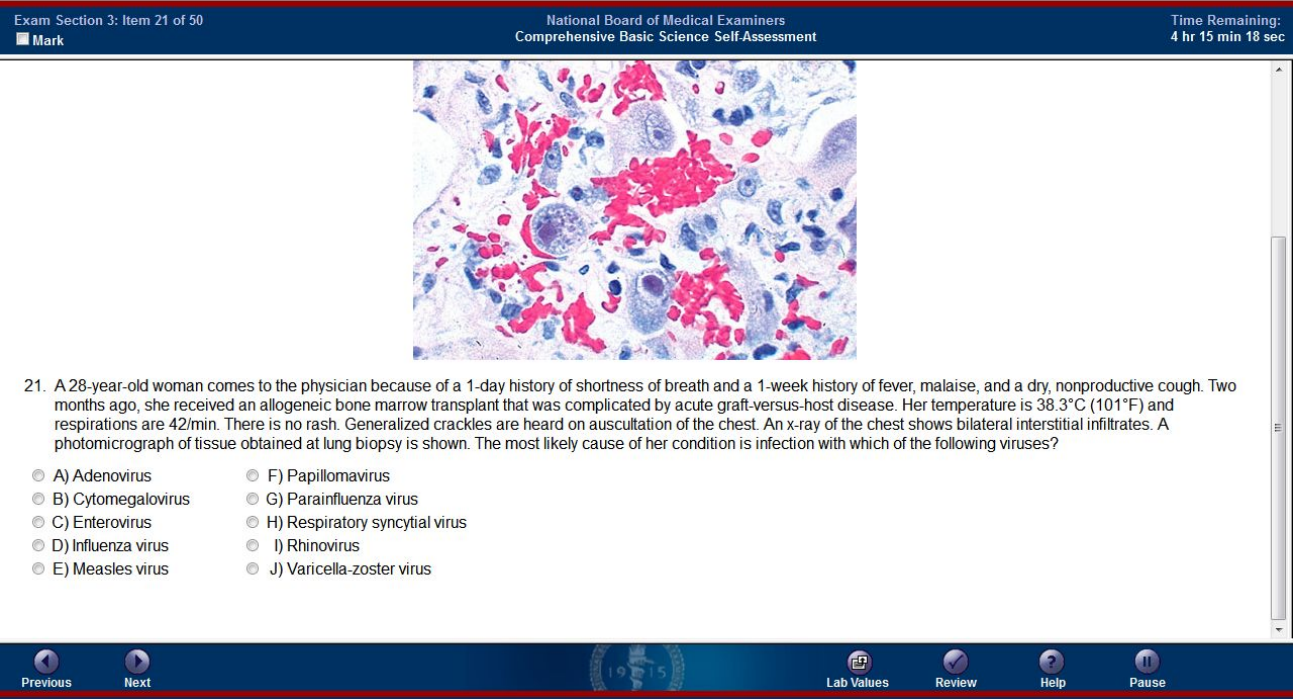 Exam Section 3: Item 21 of 50
National Board of Medical Examiners
Time Remaining:
Mark
Comprehensive Basic Science Self-Assessment
4 hr 15 min 18 sec
21. A 28-year-old woman comes to the physician because of a 1-day history of shortness of breath and a 1-week history of fever, malaise, and a dry, nonproductive cough. Two
months ago, she received an allogeneic bone marrow transplant that was complicated by acute graft-versus-host disease. Her temperature is 38.3°C (101°F) and
respirations are 42/min. There is no rash. Generalized crackles are heard on auscultation of the chest. An x-ray of the chest shows bilateral interstitial infiltrates. A
photomicrograph of tissue obtained at lung biopsy is shown. The most likely cause of her condition is infection with which of the following viruses?
A) Adenovirus
B) Cytomegalovirus
C) Enterovirus
D) Influenza virus
E) Measles virus
F) Papillomavirus
G) Parainfluenza virus
H) Respiratory syncytial virus
I) Rhinovirus
J) Varicella-zoster virus
1915
Previous
Next
Lab Values
Review
Help
Pause